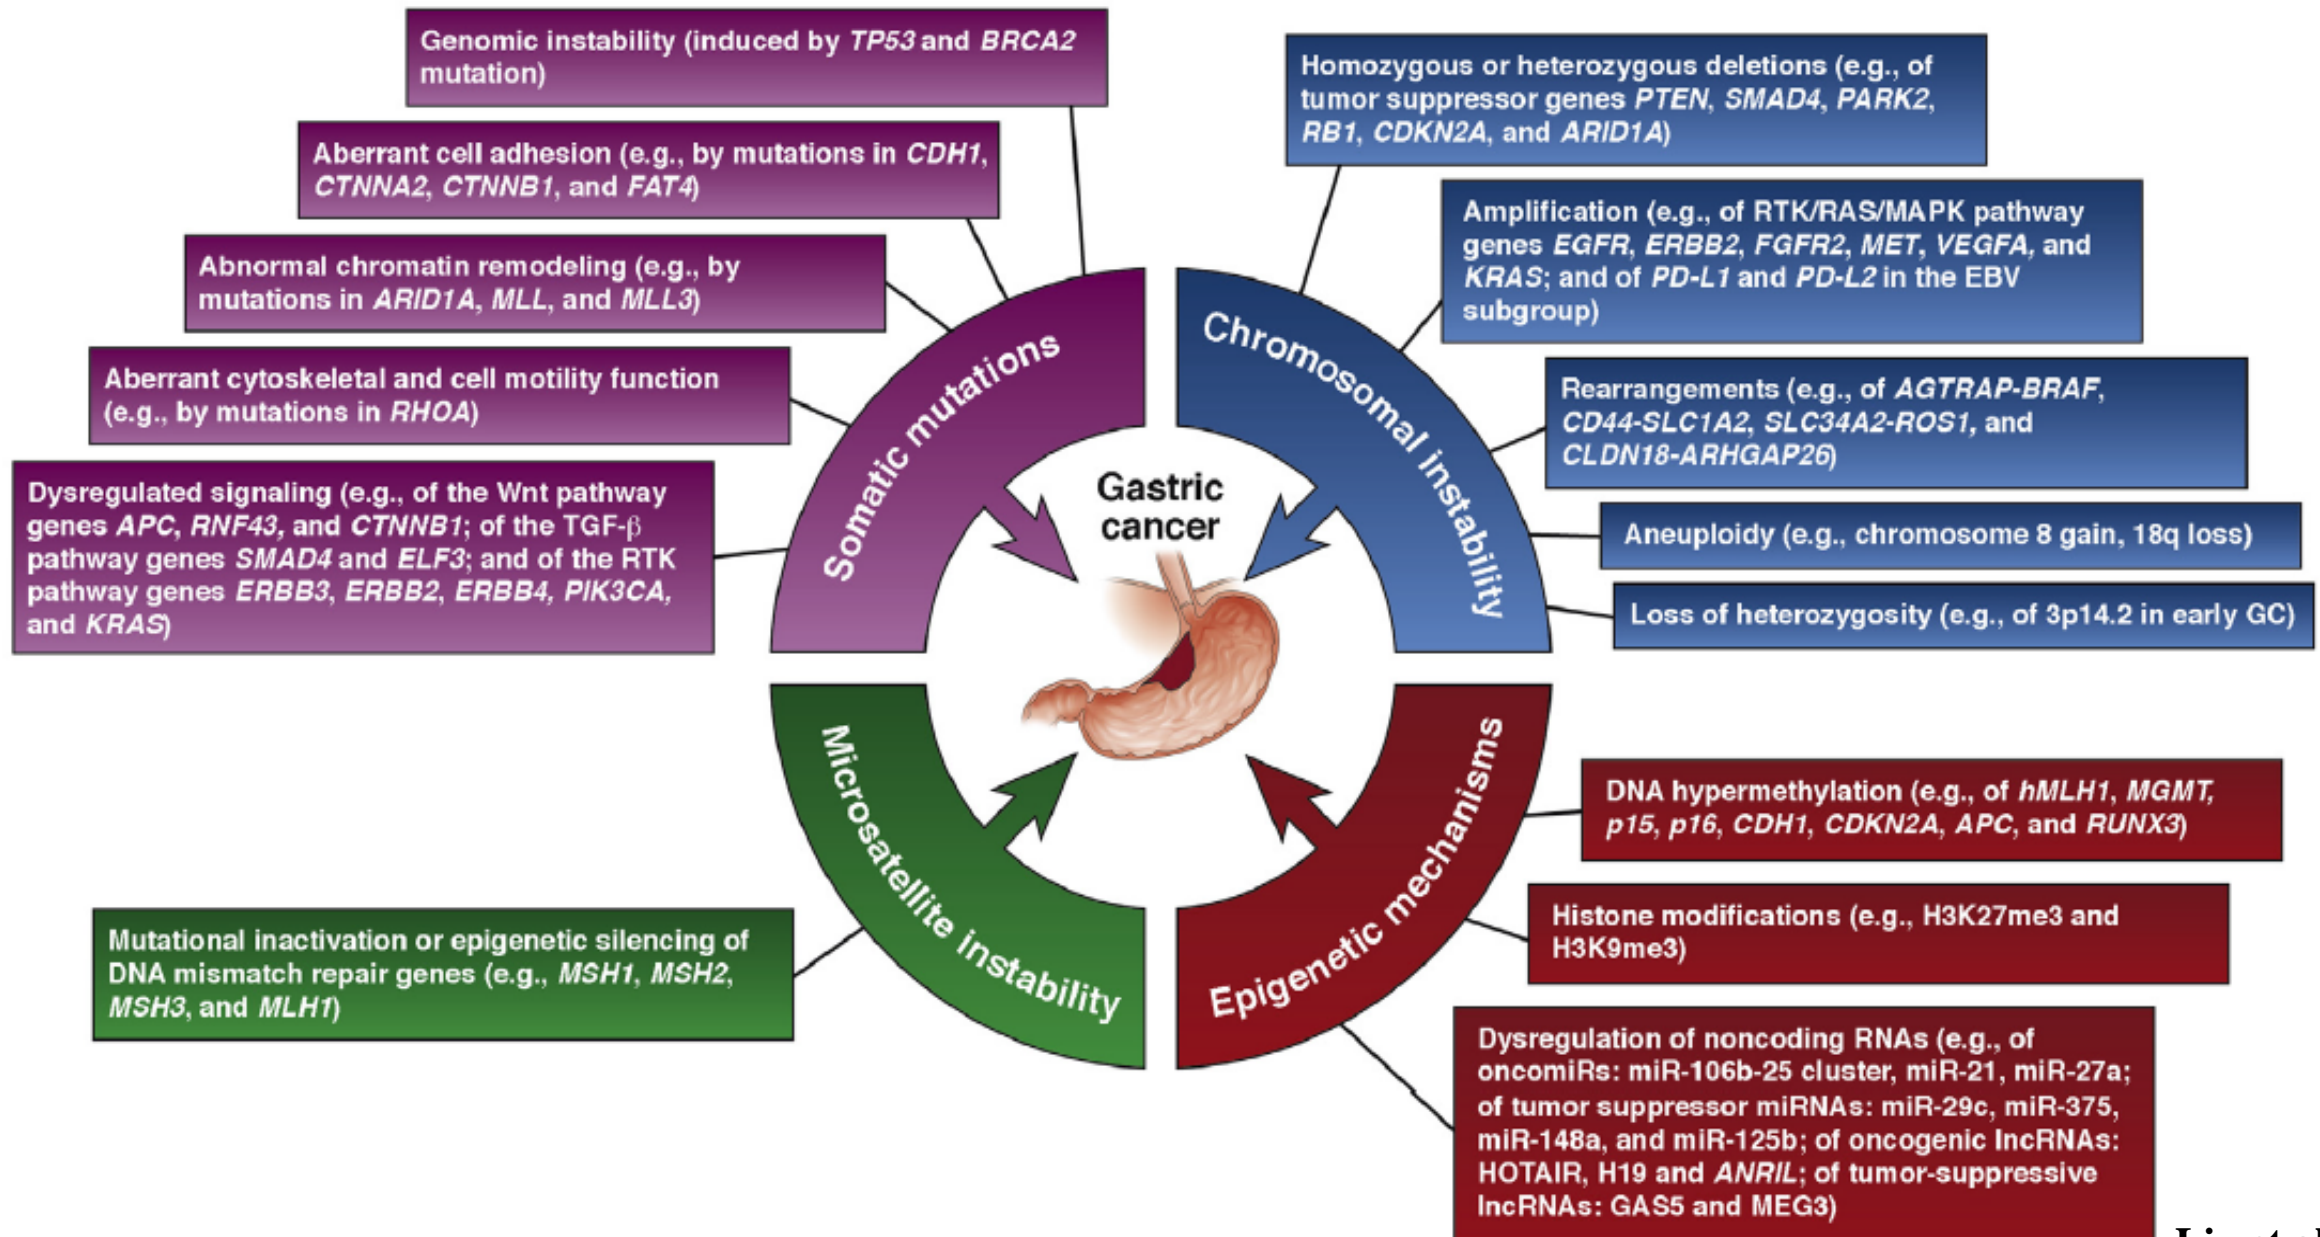 Genomic instability (induced by TP53 and BRCA2
mutation)
Aberrant cell adhesion (e.g., by mutations in CDH1,
CTNNA2, CTNNB1, and FAT4)
Abnormal chromatin remodeling (e.g., by
mutations in ARID1A, MLL, and MLL3)
Aberrant cytoskeletal and cell motility function
(e.g., by mutations in RHOA)
Dysregulated signaling (e.g., of the Wnt pathway
genes APC, RNF43, and CTNNB1; of the TGF-β
pathway genes SMAD4 and ELF3; and of the RTK
pathway genes ERBB3, ERBB2, ERBB4, PIK3CA,
and KRAS)
Somatic mutations
Homozygous or heterozygous deletions (e.g., of
tumor suppressor genes PTEN, SMAD4, PARK2,
RB1, CDKN2A, and ARID1A)
Amplification (e.g., of RTK/RAS/MAPK pathway
genes EGFR, ERBB2, FGFR2, MET, VEGFA, and
KRAS; and of PD-L1 and PD-L2 in the EBV
subgroup)
Rearrangements (e.g., of AGTRAP-BRAF,
CD44-SLC1A2, SLC34A2-ROS1, and
CLDN18-ARHGAP26)
Aneuploidy (e.g., chromosome 8 gain, 18q loss)
Loss of heterozygosity (e.g., of 3p14.2 in early GC)
Chromosomal instability
Gastric
cancer
Microsatellite instability
Mutational inactivation or epigenetic silencing of
DNA mismatch repair genes (e.g., MSH1, MSH2,
MSH3, and MLH1)
Epigenetic mechanisms
DNA hypermethylation (e.g., of hMLH1, MGMT,
p15, p16, CDH1, CDKN2A, APC, and RUNX3)
Histone modifications (e.g., H3K27me3 and
H3K9me3)
Dysregulation of noncoding RNAs (e.g., of
oncomiRs: miR-106b-25 cluster, miR-21, miR-27a;
of tumor suppressor miRNAs: miR-29c, miR-375,
miR-148a, and miR-125b; of oncogenic lncRNAs:
HOTAIR, H19 and ANRIL; of tumor-suppressive
lncRNAs: GAS5 and MEG3)